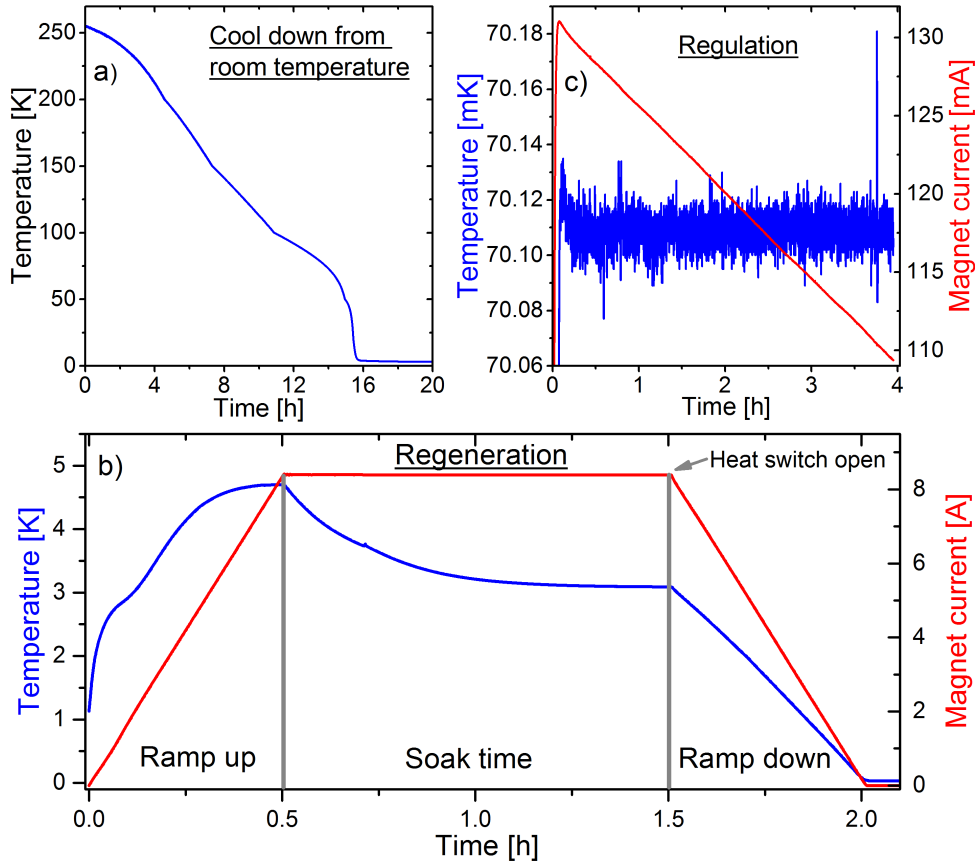 a)
Cool down from
room temperature
Temperature [K]
250
200
150
100
50
0
0 4 8 12 16 20
Time [h]
c)
Regulation
Temperature [mK]
70.18
70.16
70.14
70.12
70.10
70.08
70.06
Magnet current [mA]
130
125
120
115
110
0 1 2 3 4
Time [h]
b)
Regeneration
Heat switch open
Temperature [K]
5
4
3
2
1
0
Magnet current [A]
8
6
4
2
0
Ramp up
Soak time
Ramp down
0.0 0.5 1.0 1.5 2.0
Time [h]